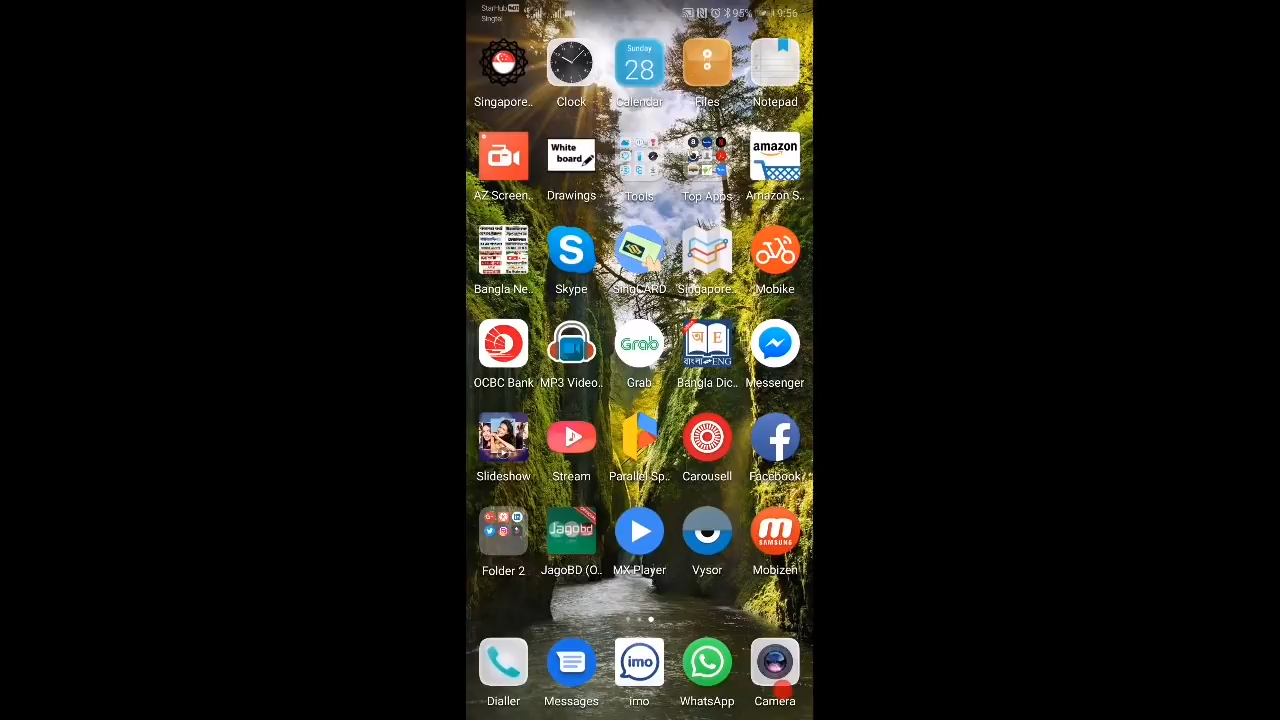 StarHub
Singtel
95%
9:56
Sunday
28
Singapore..
Clock
Calendar
Files
Notepad
White
board
amazon
AZ Screen..
Drawings
Tools
Top Apps
Amazon S..
S
Bangla Ne..
Skype
SingCARD
Singapore..
Mobike
Grab
অ E
বাংলা ENG
OCBC Bank
MP3 Video..
Grab
Bangla Dic..
Messenger
f
Slideshow
Stream
Parallel Sp..
Carousell
Facebook
Jagobd
m
SAMSUNG
Folder 2
JagoBD (O..
MX Player
Vysor
Mobizen
imo
Dialler
Messages
imo
WhatsApp
Camera